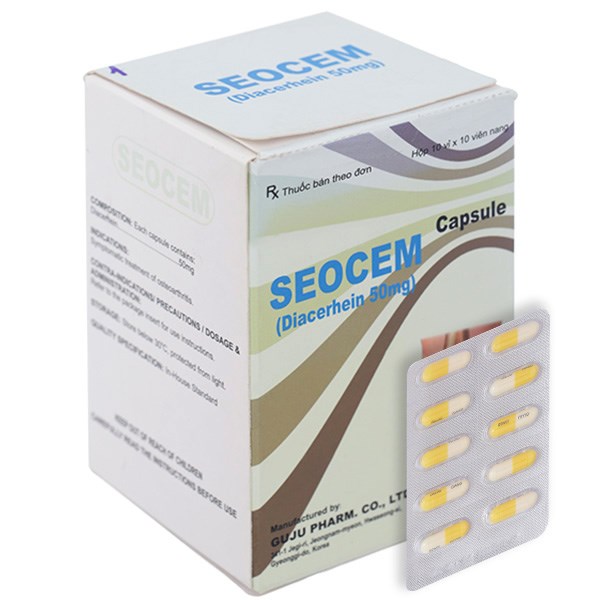 SEOCEM
(Diacerhein 50mg)
SEOCEM
COMPOSITION: Each capsule contains:
Diacerhein 50mg
INDICATIONS:
Symptomatic treatment of osteoarthritis.
CONTRA-INDICATIONS/ PRECAUTIONS / DOSAGE &
ADMINISTRATION:
Refer to the package insert for use instructions.
STORAGE: Store below 30°C, protected from light.
QUALITY SPECIFICATION: In-House Standard
KEEP OUT OF REACH OF CHILDREN
CAREFULLY READ THE INSTRUCTIONS BEFORE USE
Rx Thuốc bán theo đơn
Hộp 10 vỉ x 10 viên nang
Capsule
SEOCEM
(Diacerhein 50mg)
Manufactured by:
GUJU PHARM. CO., LTD
Jeongnam-myeon, Hwaseong-si,
Gyeonggi-do, Korea